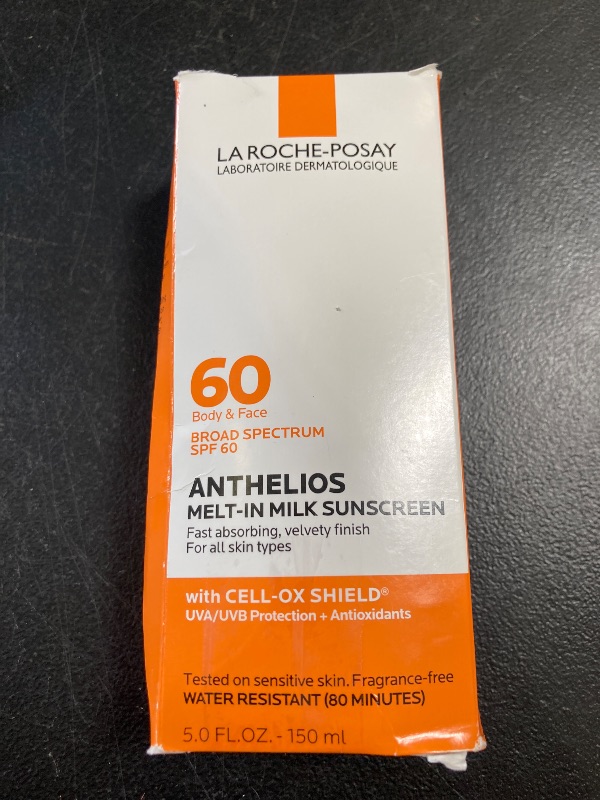 LA ROCHE-POSAY
LABORATOIRE DERMATOLOGIQUE
60
Body & Face
BROAD SPECTRUM
SPF 60
ANTHELIOS
MELT-IN MILK SUNSCREEN
Fast absorbing, velvety finish
For all skin types
with CELL-OX SHIELD®
UVA/UVB Protection + Antioxidants
Tested on sensitive skin. Fragrance-free
WATER RESISTANT (80 MINUTES)
5.0 FL.OZ. - 150 ml